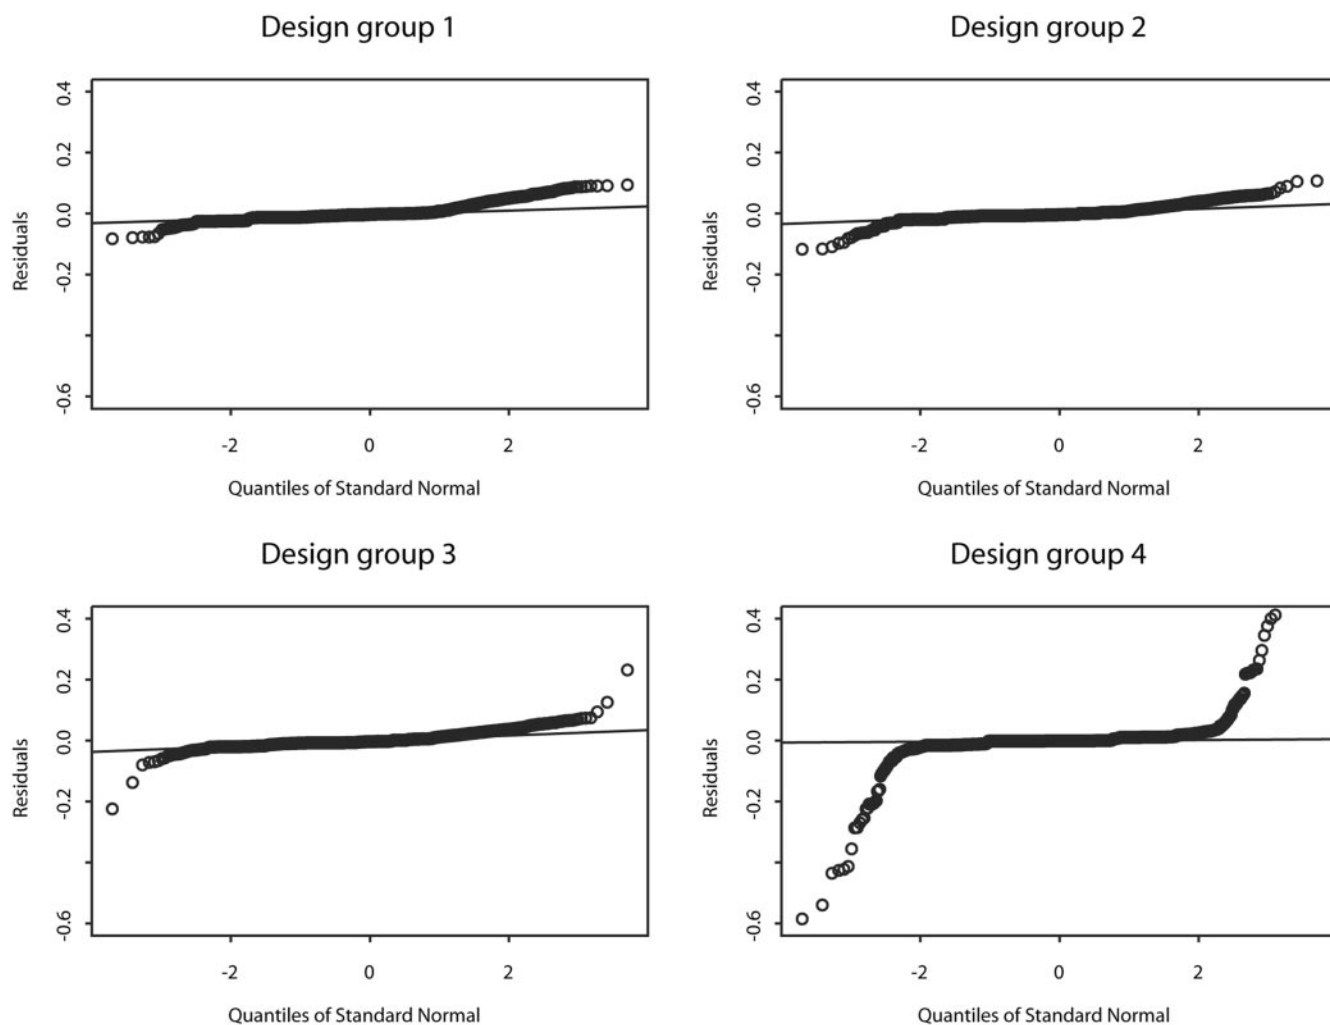 Design group 1
Design group 2
0.4
0.2
0.0
-0.2
-0.6
Residuals
-2 0 2
Quantiles of Standard Normal
0.4
0.2
0.0
-0.2
-0.6
Residuals
-2 0 2
Quantiles of Standard Normal
Design group 3
Design group 4
0.4
0.2
0.0
-0.2
-0.6
Residuals
-2 0 2
Quantiles of Standard Normal
0.4
0.2
0.0
-0.2
-0.6
Residuals
-2 0 2
Quantiles of Standard Normal